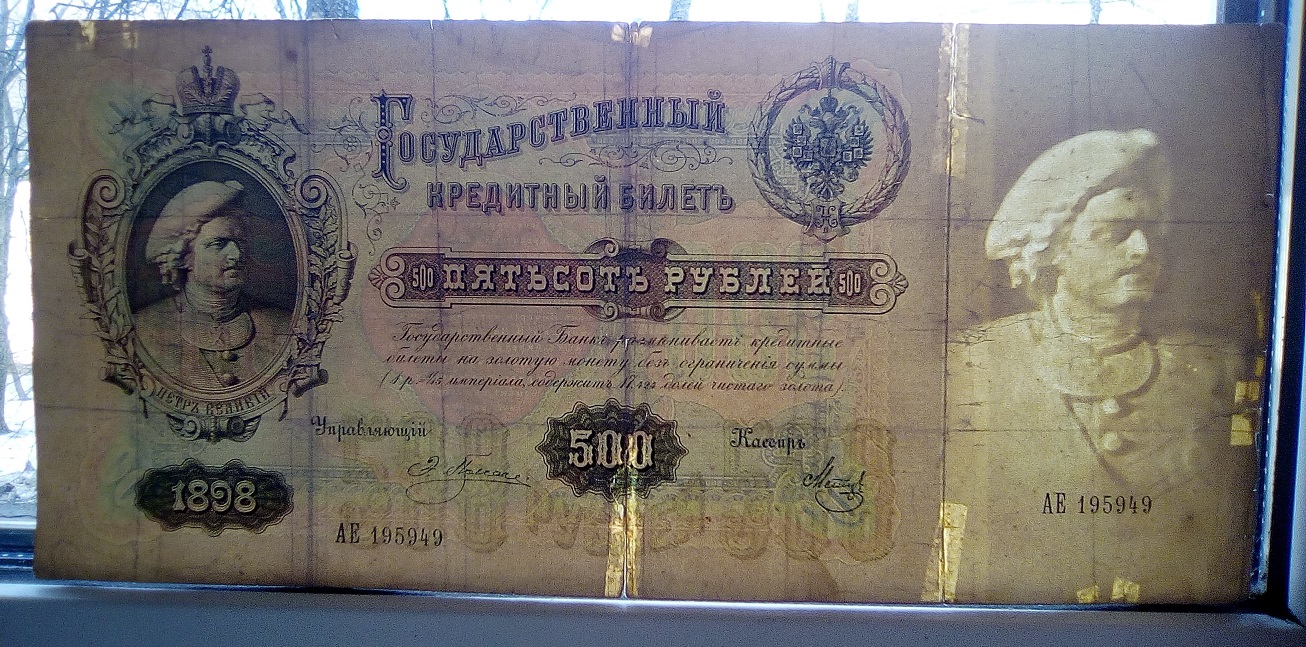 Государственный
кредитный билетъ
500 ПЯТЬСОТЪ РУБЛЕЙ 500
Государственный Банкъ размѣниваетъ кредитные
билеты на золотую монету безъ ограниченія суммы
(1 р. = 1/15 имперіала, содержитъ 17,424 долей чистаго золота).
ПЕТРЪ ВЕЛИКІЙ
Управляющій
500
Кассиръ
1898
АЕ 195949
АЕ 195949